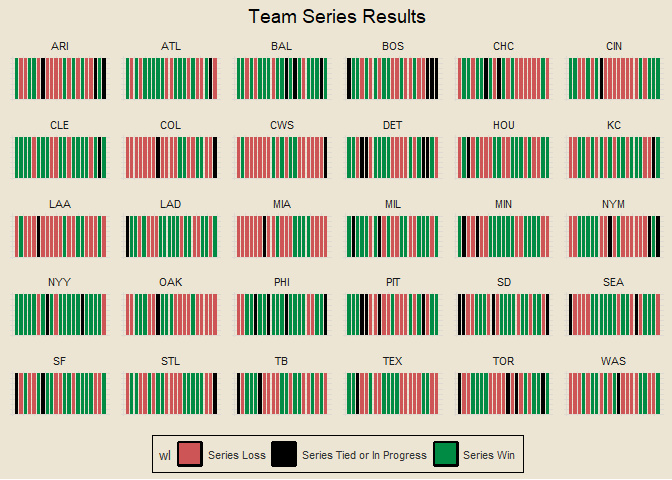 Team Series Results
ARI ATL BAL BOS CHC CIN
CLE COL CWS DET HOU KC
LAA LAD MIA MIL MIN NYM
NYY OAK PHI PIT SD SEA
SF STL TB TEX TOR WAS
wl Series Loss Series Tied or In Progress Series Win